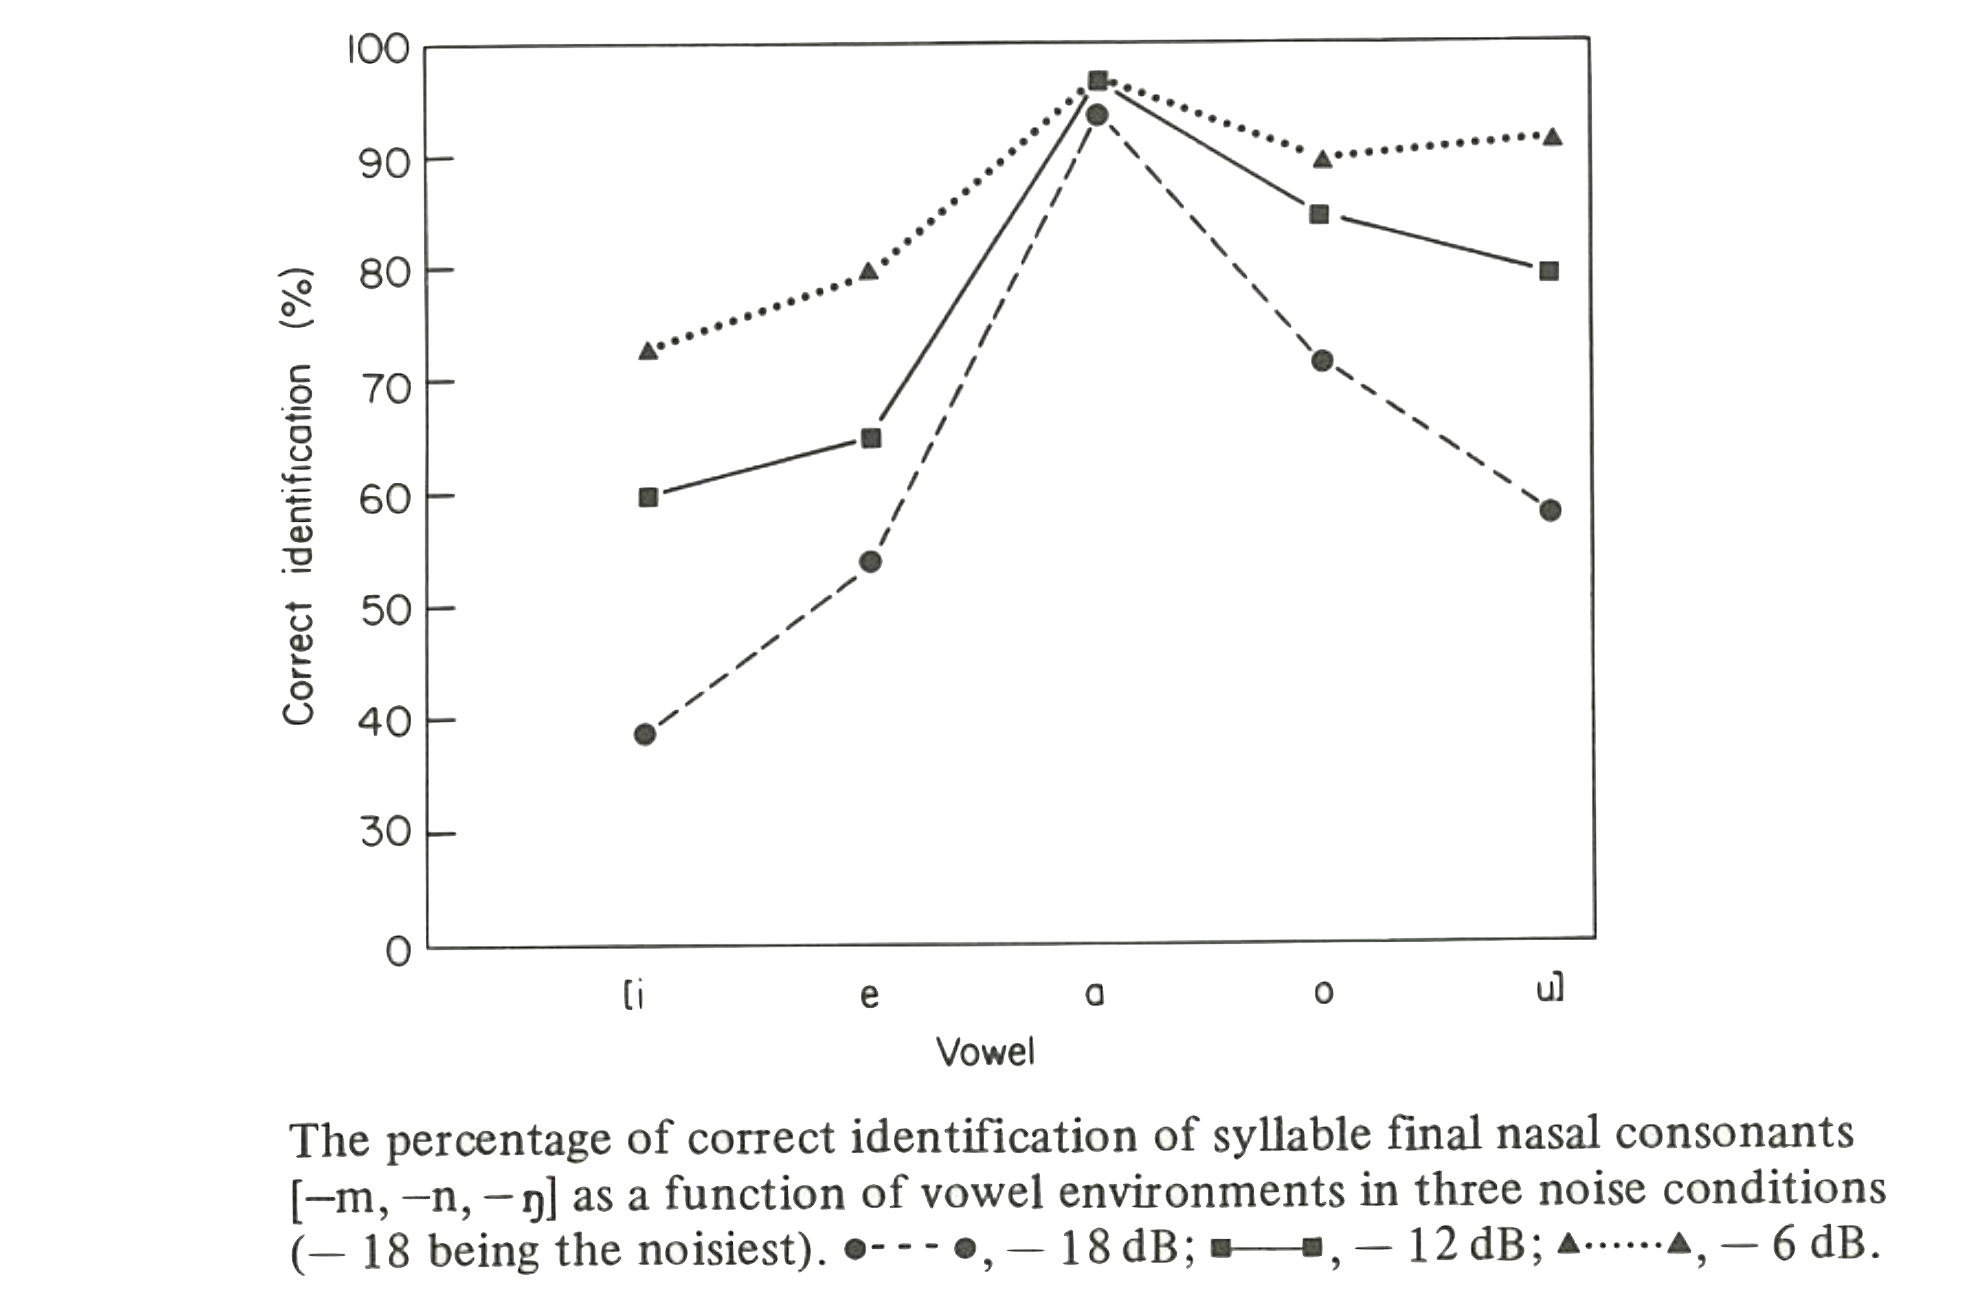 100
90
80
70
60
50
40
30
0
Correct identification (%)
[i e a o u]
Vowel
The percentage of correct identification of syllable final nasal consonants
[—m, —n, — ŋ] as a function of vowel environments in three noise conditions
(— 18 being the noisiest). ●- - - ●, — 18 dB; ■——■, — 12 dB; ▲······▲, — 6 dB.